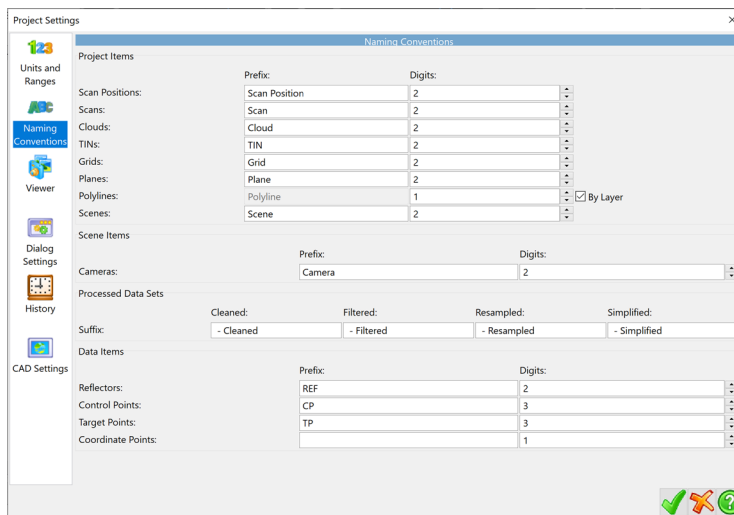 Project Settings
Naming Conventions
123
Units and
Ranges
ABC
Naming
Conventions
Viewer
Dialog
Settings
History
CAD Settings
Project Items
Prefix: Digits:
Scan Positions: Scan Position 2
Scans: Scan 2
Clouds: Cloud 2
TINs: TIN 2
Grids: Grid 2
Planes: Plane 2
Polylines: Polyline 1 By Layer
Scenes: Scene 2
Scene Items
Prefix: Digits:
Cameras: Camera 2
Processed Data Sets
Cleaned: Filtered: Resampled: Simplified:
Suffix: - Cleaned - Filtered - Resampled - Simplified
Data Items
Prefix: Digits:
Reflectors: REF 2
Control Points: CP 3
Target Points: TP 3
Coordinate Points: 1
?